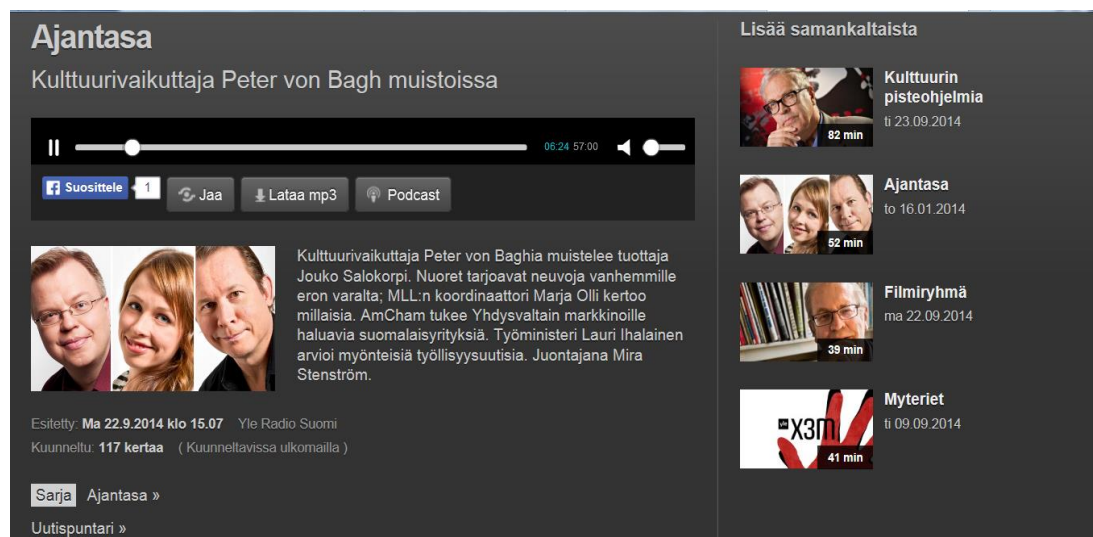 Ajantasa
Kulttuurivaikuttaja Peter von Bagh muistoissa
06:24 57:00
Suosittele 1 Jaa Lataa mp3 Podcast
Kulttuurivaikuttaja Peter von Baghia muistelee tuottaja
Jouko Salokorpi. Nuoret tarjoavat neuvoja vanhemmille
eron varalta; MLL:n koordinaattori Marja Olli kertoo
millaisia. AmCham tukee Yhdysvaltain markkinoille
haluavia suomalaisyrityksiä. Työministeri Lauri Ihalainen
arvioi myönteisiä työllisyysuutisia. Juontajana Mira
Stenström.
Esitetty: Ma 22.9.2014 klo 15.07 Yle Radio Suomi
Kuunneltu: 117 kertaa ( Kuunneltavissa ulkomailla )
Sarja Ajantasa »
Uutispuntari »
Lisää samankaltaista
Kulttuurin
pisteohjelmia
ti 23.09.2014
82 min
Ajantasa
to 16.01.2014
52 min
Filmiryhmä
ma 22.09.2014
39 min
Myteriet
ti 09.09.2014
X3M
41 min